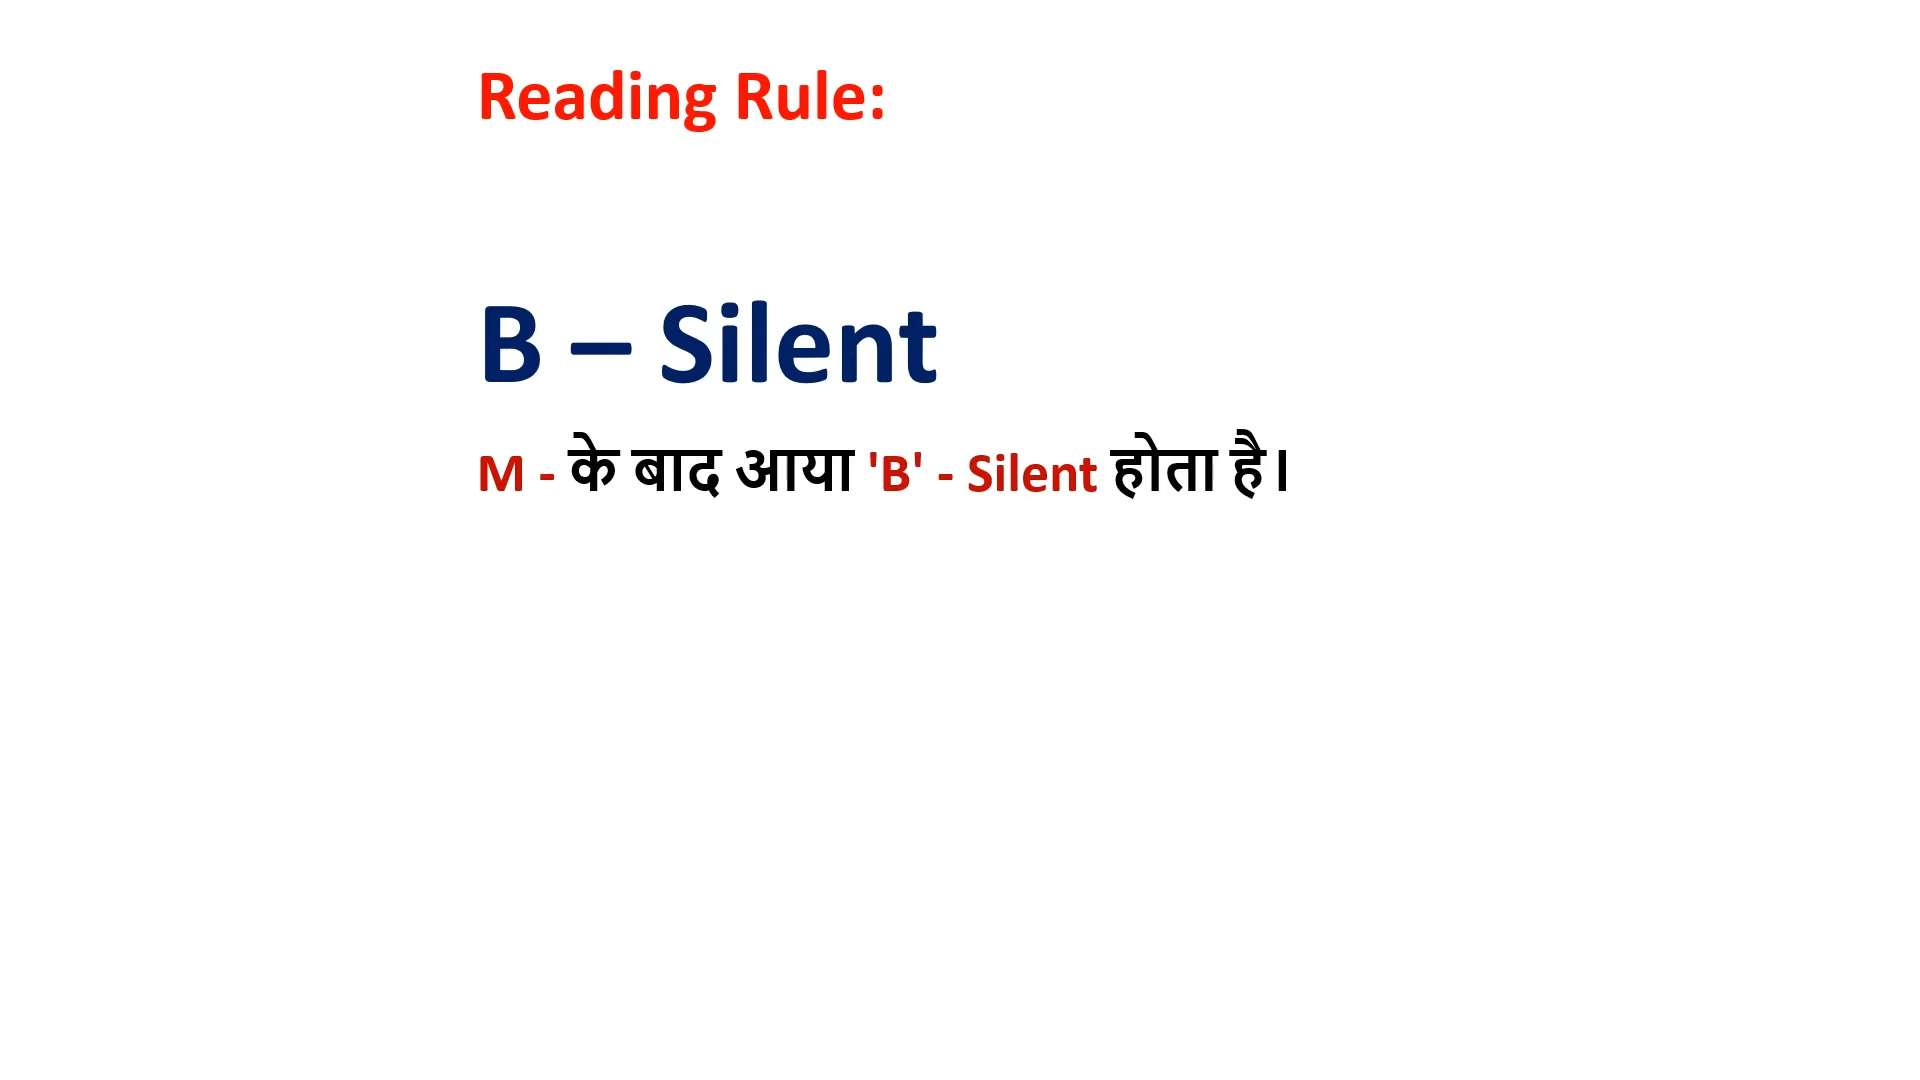 Reading Rule:
B – Silent
M - के बाद आया 'B' - Silent होता है।